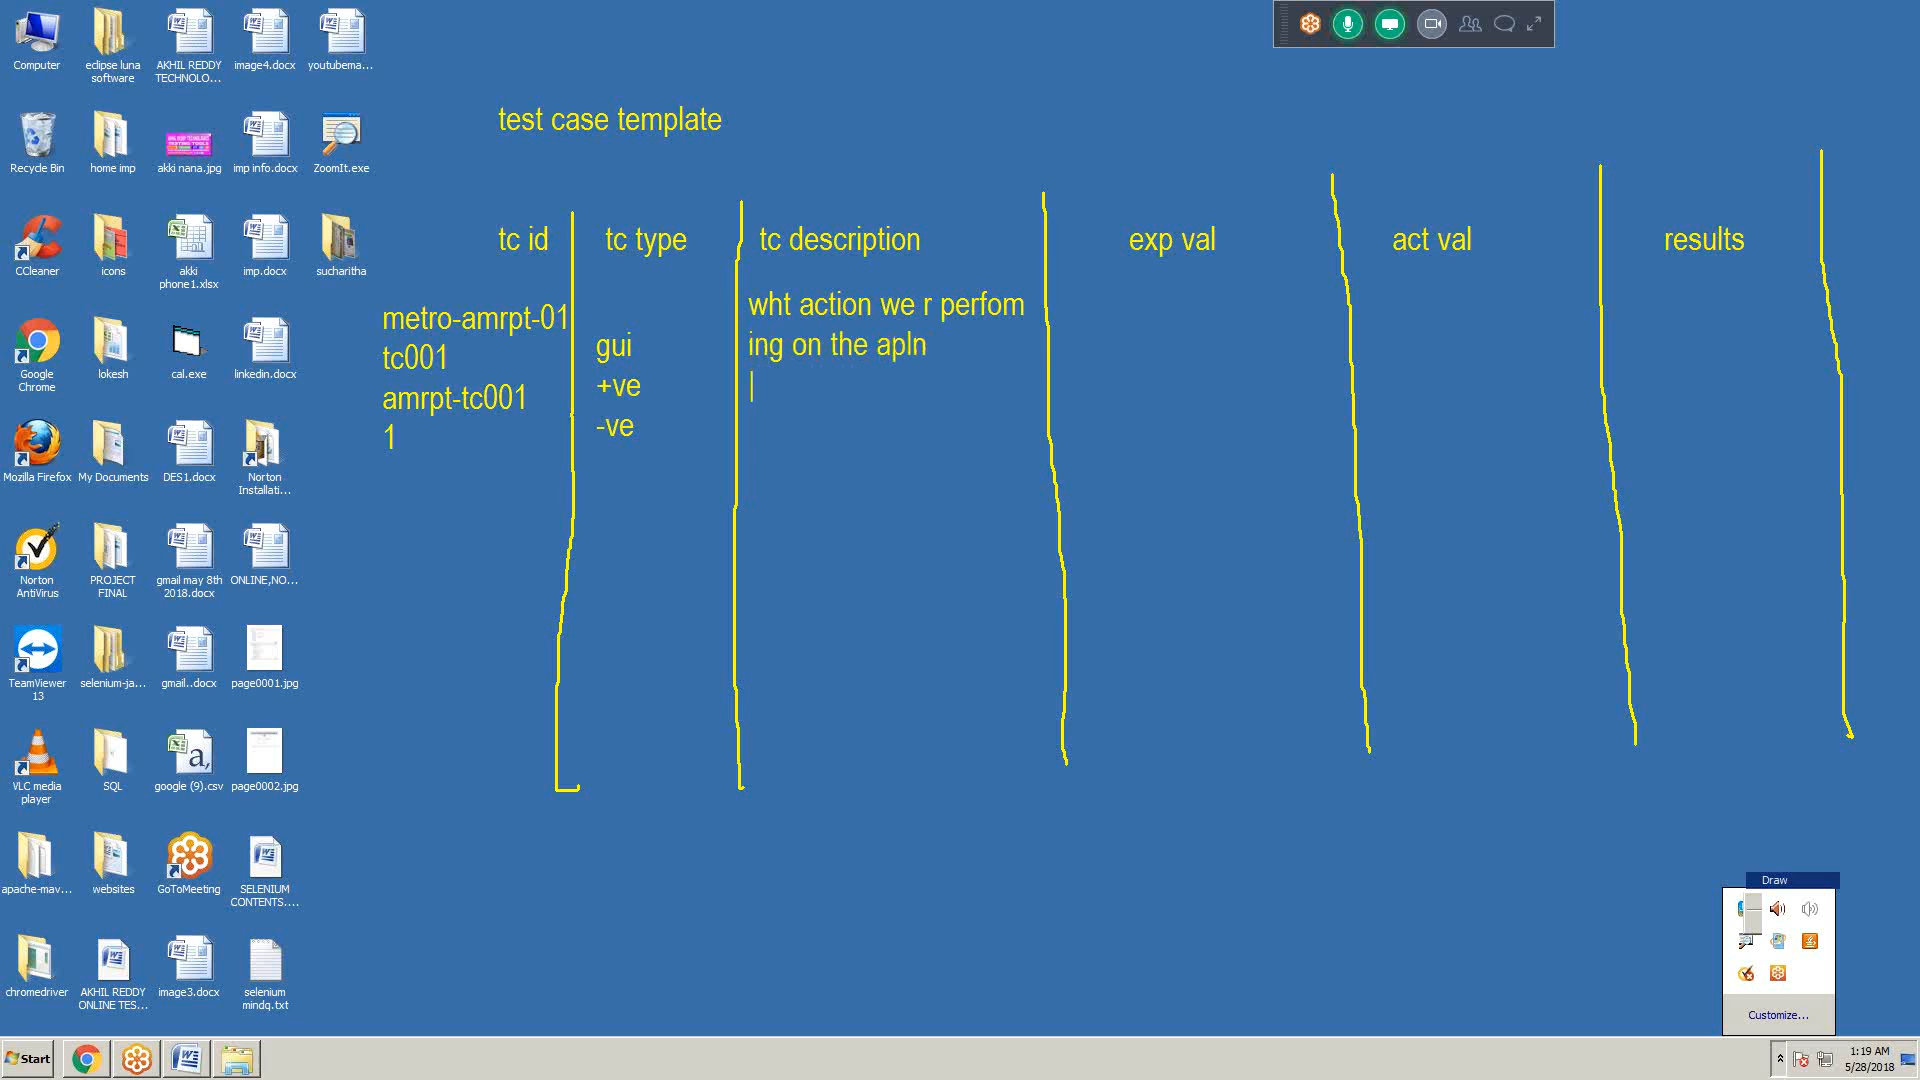 Computer
eclipse luna
software
AKHIL REDDY
TECHNOLO...
image4.docx
youtubema...
test case template
Recycle Bin
home imp
akki nana.jpg
imp info.docx
ZoomIt.exe
tc id
tc type
tc description
exp val
act val
results
CCleaner
icons
akki
phone1.xlsx
imp.docx
sucharitha
metro-amrpt-01
tc001
amrpt-tc001
1
gui
+ve
-ve
wht action we r perfom
ing on the apln
Google
Chrome
lokesh
cal.exe
linkedin.docx
Mozilla Firefox
My Documents
DES1.docx
Norton
Installati...
Norton
AntiVirus
PROJECT
FINAL
gmail may 8th
2018.docx
ONLINE,NO...
TeamViewer
13
selenium-ja...
gmail..docx
page0001.jpg
VLC media
player
SQL
google (9).csv
page0002.jpg
apache-mav...
websites
GoToMeeting
SELENIUM
CONTENTS....
Draw
chromedriver
AKHIL REDDY
ONLINE TES...
image3.docx
selenium
mindq.txt
Customize...
Start
1:19 AM
5/28/2018